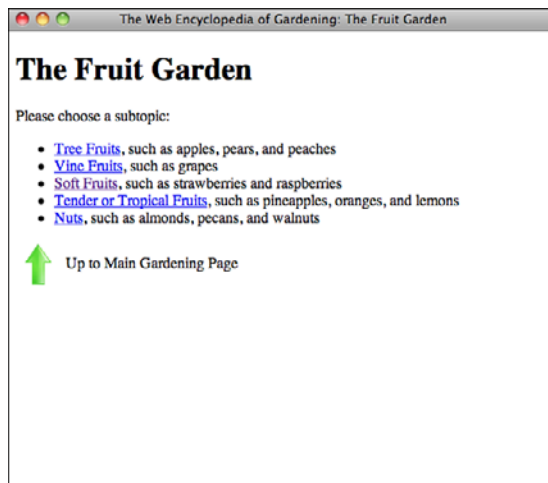 The Web Encyclopedia of Gardening: The Fruit Garden
The Fruit Garden
Please choose a subtopic:
• Tree Fruits, such as apples, pears, and peaches
• Vine Fruits, such as grapes
• Soft Fruits, such as strawberries and raspberries
• Tender or Tropical Fruits, such as pineapples, oranges, and lemons
• Nuts, such as almonds, pecans, and walnuts
Up to Main Gardening Page